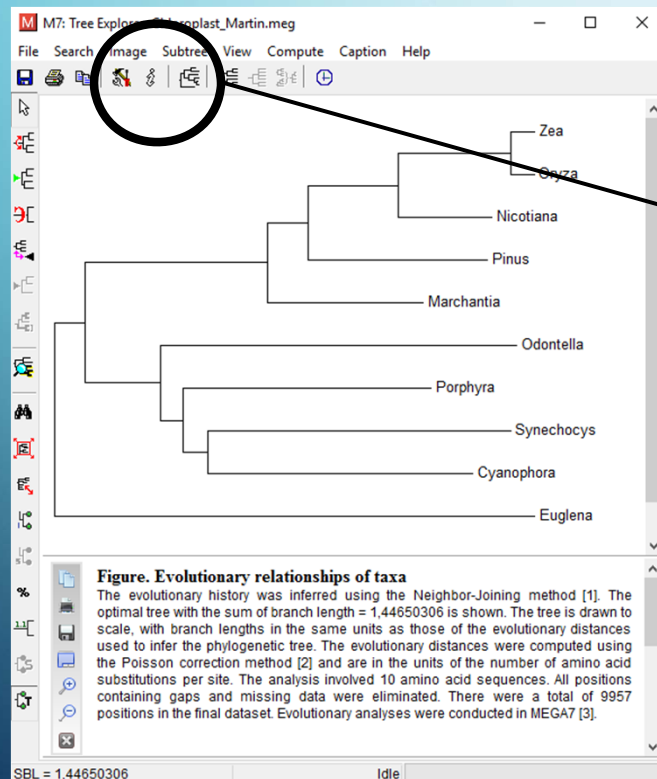 M7: Tree Explorer: Chloroplast_Martin.meg
File Search Image Subtree View Compute Caption Help
Zea
Oryza
Nicotiana
Pinus
Marchantia
Odontella
Porphyra
Synechocys
Cyanophora
Euglena
Figure. Evolutionary relationships of taxa
The evolutionary history was inferred using the Neighbor-Joining method [1]. The
optimal tree with the sum of branch length = 1,44650306 is shown. The tree is drawn to
scale, with branch lengths in the same units as those of the evolutionary distances
used to infer the phylogenetic tree. The evolutionary distances were computed using
the Poisson correction method [2] and are in the units of the number of amino acid
substitutions per site. The analysis involved 10 amino acid sequences. All positions
containing gaps and missing data were eliminated. There were a total of 9957
positions in the final dataset. Evolutionary analyses were conducted in MEGA7 [3].
SBL = 1,44650306 Idle